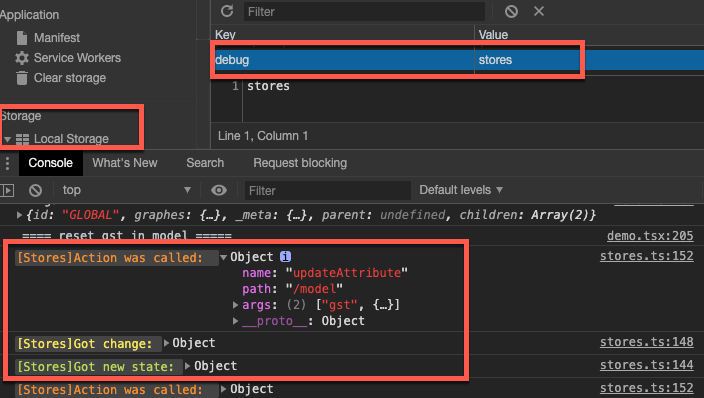 Application
Manifest
Service Workers
Clear storage
Storage
Local Storage
Filter
Key Value
debug stores
1 stores
Line 1, Column 1
Console What's New Search Request blocking
top Filter Default levels
{id: "GLOBAL", graphes: {…}, _meta: {…}, parent: undefined, children: Array(2)}
==== reset gst in model ===== demo.tsx:205
[Stores]Action was called: Object i stores.ts:152
name: "updateAttribute"
path: "/model"
args: (2) ["gst", {…}]
__proto__: Object
[Stores]Got change: Object stores.ts:148
[Stores]Got new state: Object stores.ts:144
[Stores]Action was called: Object stores.ts:152